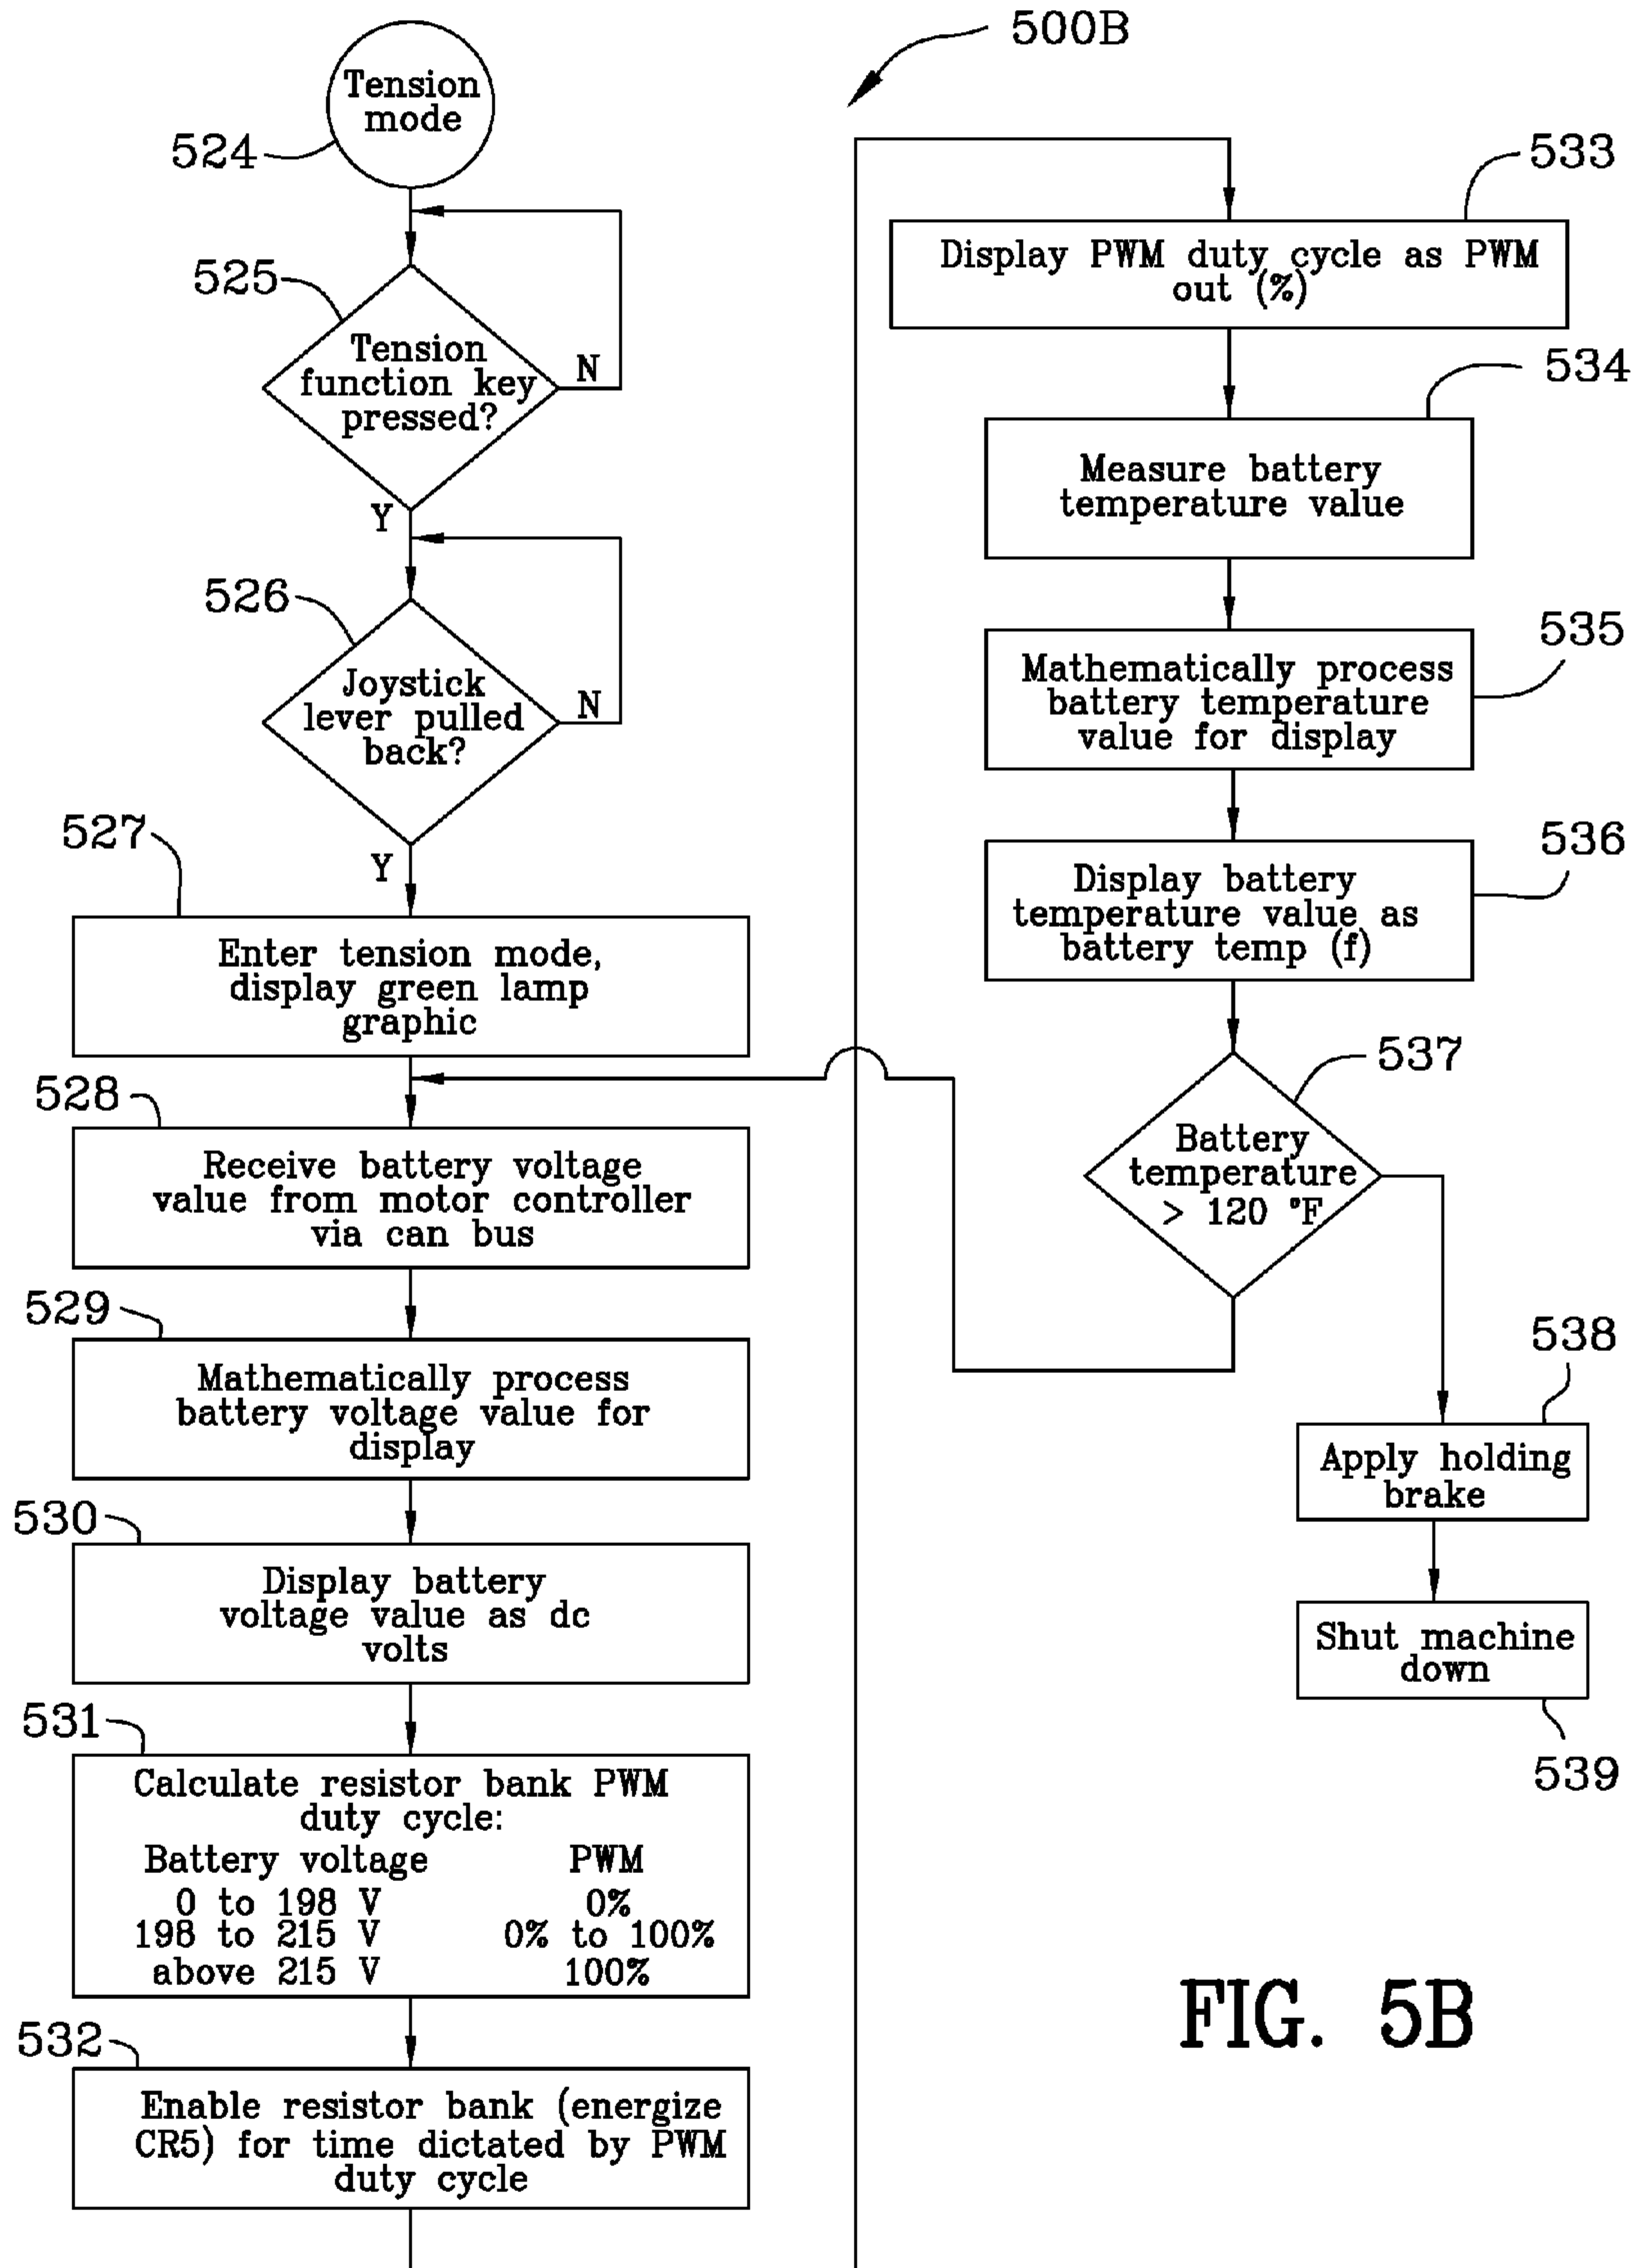 500B
Tension
mode
524
525
Tension
function key
pressed?
N
Y
526
Joystick
lever pulled
back?
N
Y
527
Enter tension mode,
display green lamp
graphic
528
Receive battery voltage
value from motor controller
via can bus
529
Mathematically process
battery voltage value for
display
530
Display battery
voltage value as dc
volts
531
Calculate resistor bank PWM
duty cycle:
Battery voltage PWM
0 to 198 V 0%
198 to 215 V 0% to 100%
above 215 V 100%
532
Enable resistor bank (energize
CR5) for time dictated by PWM
duty cycle
533
Display PWM duty cycle as PWM
out (%)
534
Measure battery
temperature value
535
Mathematically process
battery temperature
value for display
536
Display battery
temperature value as
battery temp (f)
537
Battery
temperature
> 120 °F
538
Apply holding
brake
Shut machine
down
539
FIG. 5B